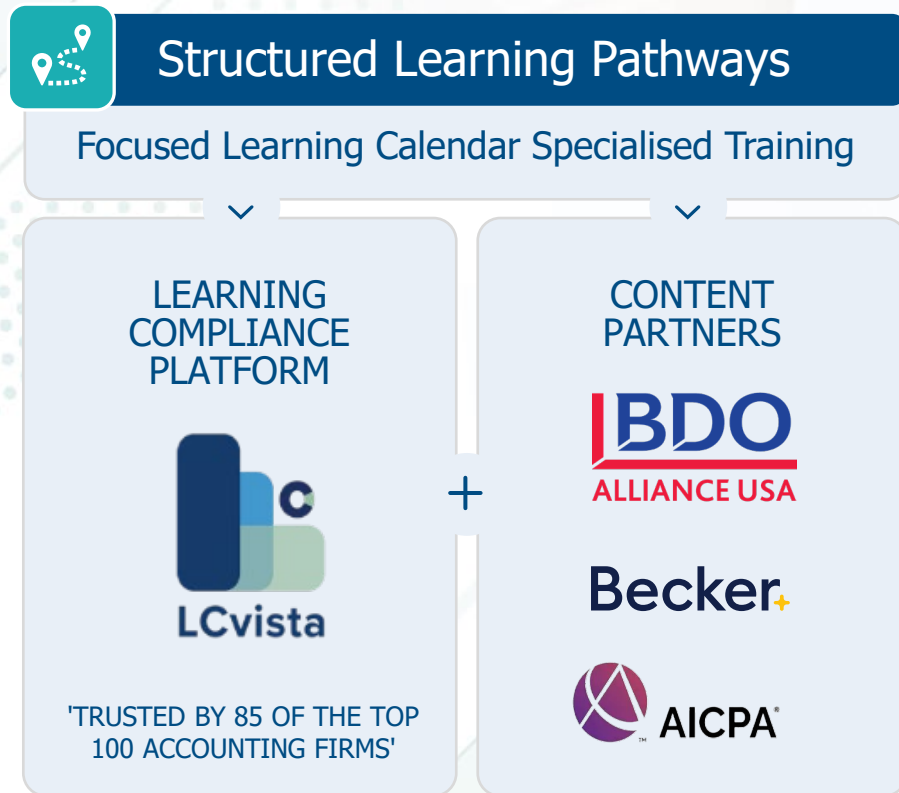 Structured Learning Pathways
Focused Learning Calendar Specialised Training
LEARNING
COMPLIANCE
PLATFORM
LCvista
'TRUSTED BY 85 OF THE TOP
100 ACCOUNTING FIRMS'
+
CONTENT
PARTNERS
BDO
ALLIANCE USA
Becker+
AICPA®